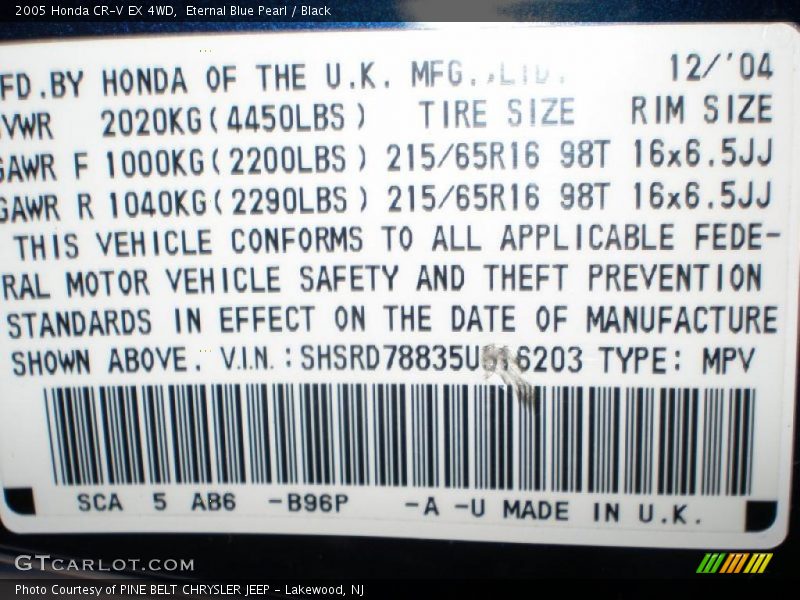 2005 Honda CR-V EX 4WD, Eternal Blue Pearl / Black
FD.BY HONDA OF THE U.K. MFG.,LTD. 12/'04
GVWR 2020KG(4450LBS) TIRE SIZE RIM SIZE
GAWR F 1000KG(2200LBS) 215/65R16 98T 16x6.5JJ
GAWR R 1040KG(2290LBS) 215/65R16 98T 16x6.5JJ
THIS VEHICLE CONFORMS TO ALL APPLICABLE FEDE-
RAL MOTOR VEHICLE SAFETY AND THEFT PREVENTION
STANDARDS IN EFFECT ON THE DATE OF MANUFACTURE
SHOWN ABOVE. V.I.N.: TYPE: MPV
SCA 5 AB6 -B96P -A -U MADE IN U.K.
GTCARLOT.COM
Photo Courtesy of PINE BELT CHRYSLER JEEP - Lakewood, NJ